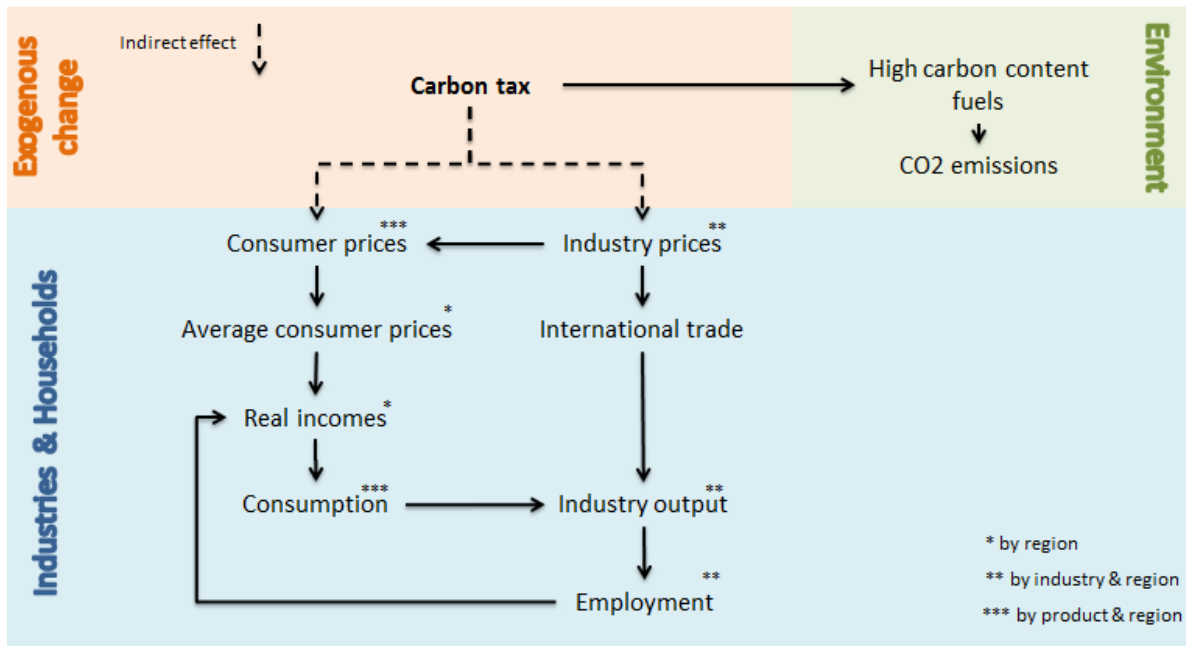 Exogenous
change
Indirect effect
Carbon tax
High carbon content
fuels
CO2 emissions
Environment
Industries & Households
Consumer prices***
Industry prices**
Average consumer prices*
International trade
Real incomes*
Consumption***
Industry output**
Employment**
* by region
** by industry & region
*** by product & region